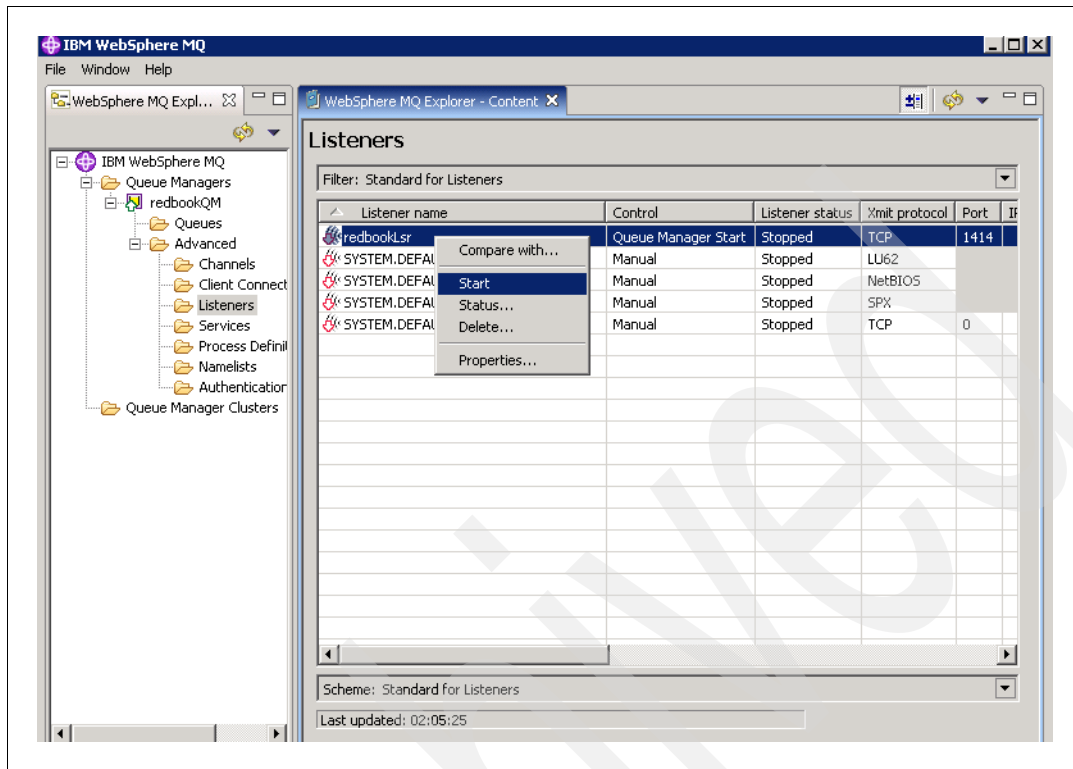 IBM WebSphere MQ
File Window Help
WebSphere MQ Expl...
WebSphere MQ Explorer - Content
IBM WebSphere MQ
Queue Managers
redbookQM
Queues
Advanced
Channels
Client Connect
Listeners
Services
Process Definit
Namelists
Authentication
Queue Manager Clusters
Listeners
Filter: Standard for Listeners
Listener name Control Listener status Xmit protocol Port IF
redbookLsr Queue Manager Start Stopped TCP 1414
SYSTEM.DEFAU Manual Stopped LU62
SYSTEM.DEFAU Manual Stopped NetBIOS
SYSTEM.DEFAU Manual Stopped SPX
SYSTEM.DEFAU Manual Stopped TCP 0
Compare with...
Start
Status...
Delete...
Properties...
Scheme: Standard for Listeners
Last updated: 02:05:25